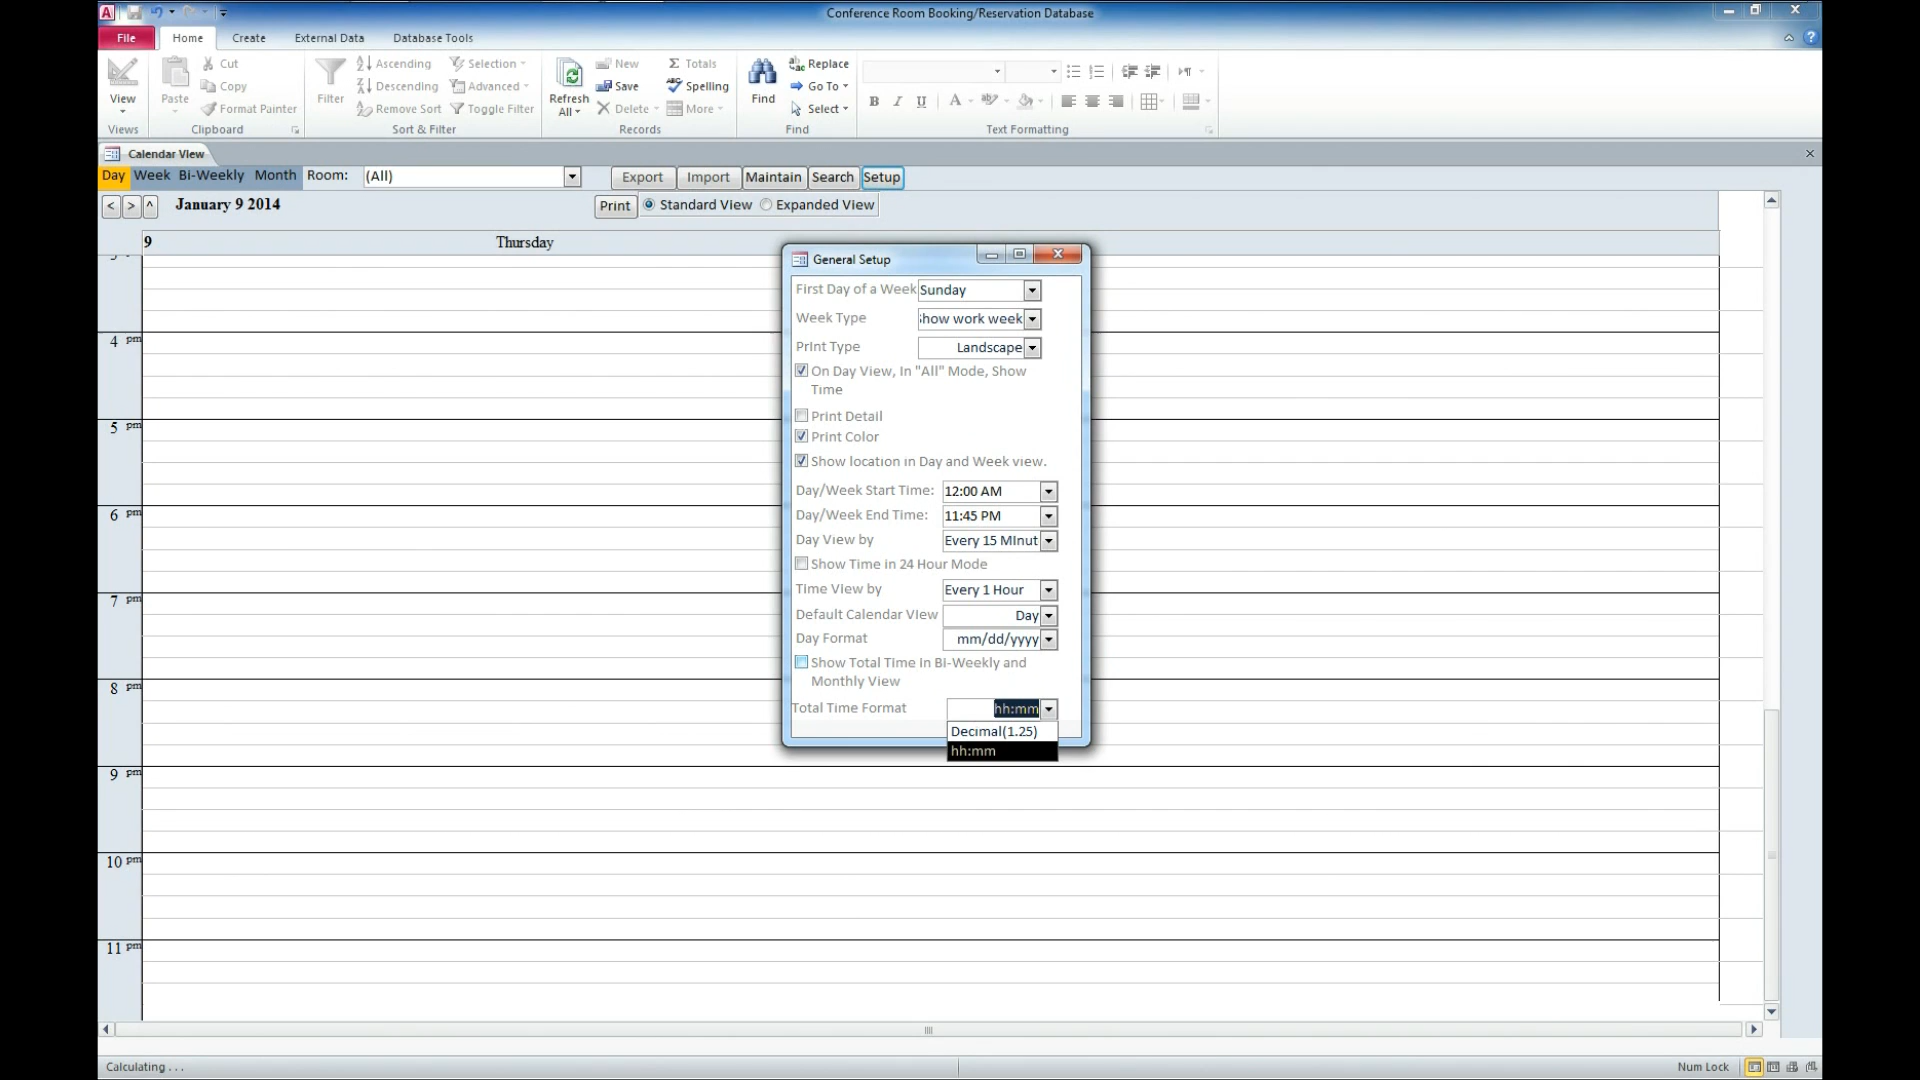 Conference Room Booking/Reservation Database
File Home Create External Data Database Tools
View
Views
Paste
Cut
Copy
Format Painter
Clipboard
Filter
Ascending
Descending
Remove Sort
Selection
Advanced
Toggle Filter
Sort & Filter
Refresh All
New
Save
Delete
Totals
Spelling
More
Records
Find
Replace
Go To
Select
Find
B I U A
Text Formatting
Calendar View
Day Week Bi-Weekly Month Room: (All) Export Import Maintain Search Setup
< > ^ January 9 2014 Print Standard View Expanded View
9 Thursday
4 pm
5 pm
6 pm
7 pm
8 pm
9 pm
10 pm
11 pm
General Setup
First Day of a Week Sunday
Week Type how work week
Print Type Landscape
On Day View, In "All" Mode, Show
Time
Print Detail
Print Color
Show location in Day and Week view.
Day/Week Start Time: 12:00 AM
Day/Week End Time: 11:45 PM
Day View by Every 15 Minut
Show Time in 24 Hour Mode
Time View by Every 1 Hour
Default Calendar View Day
Day Format mm/dd/yyyy
Show Total Time in Bi-Weekly and
Monthly View
Total Time Format hh:mm
Decimal(1.25)
hh:mm
Calculating . . . Num Lock